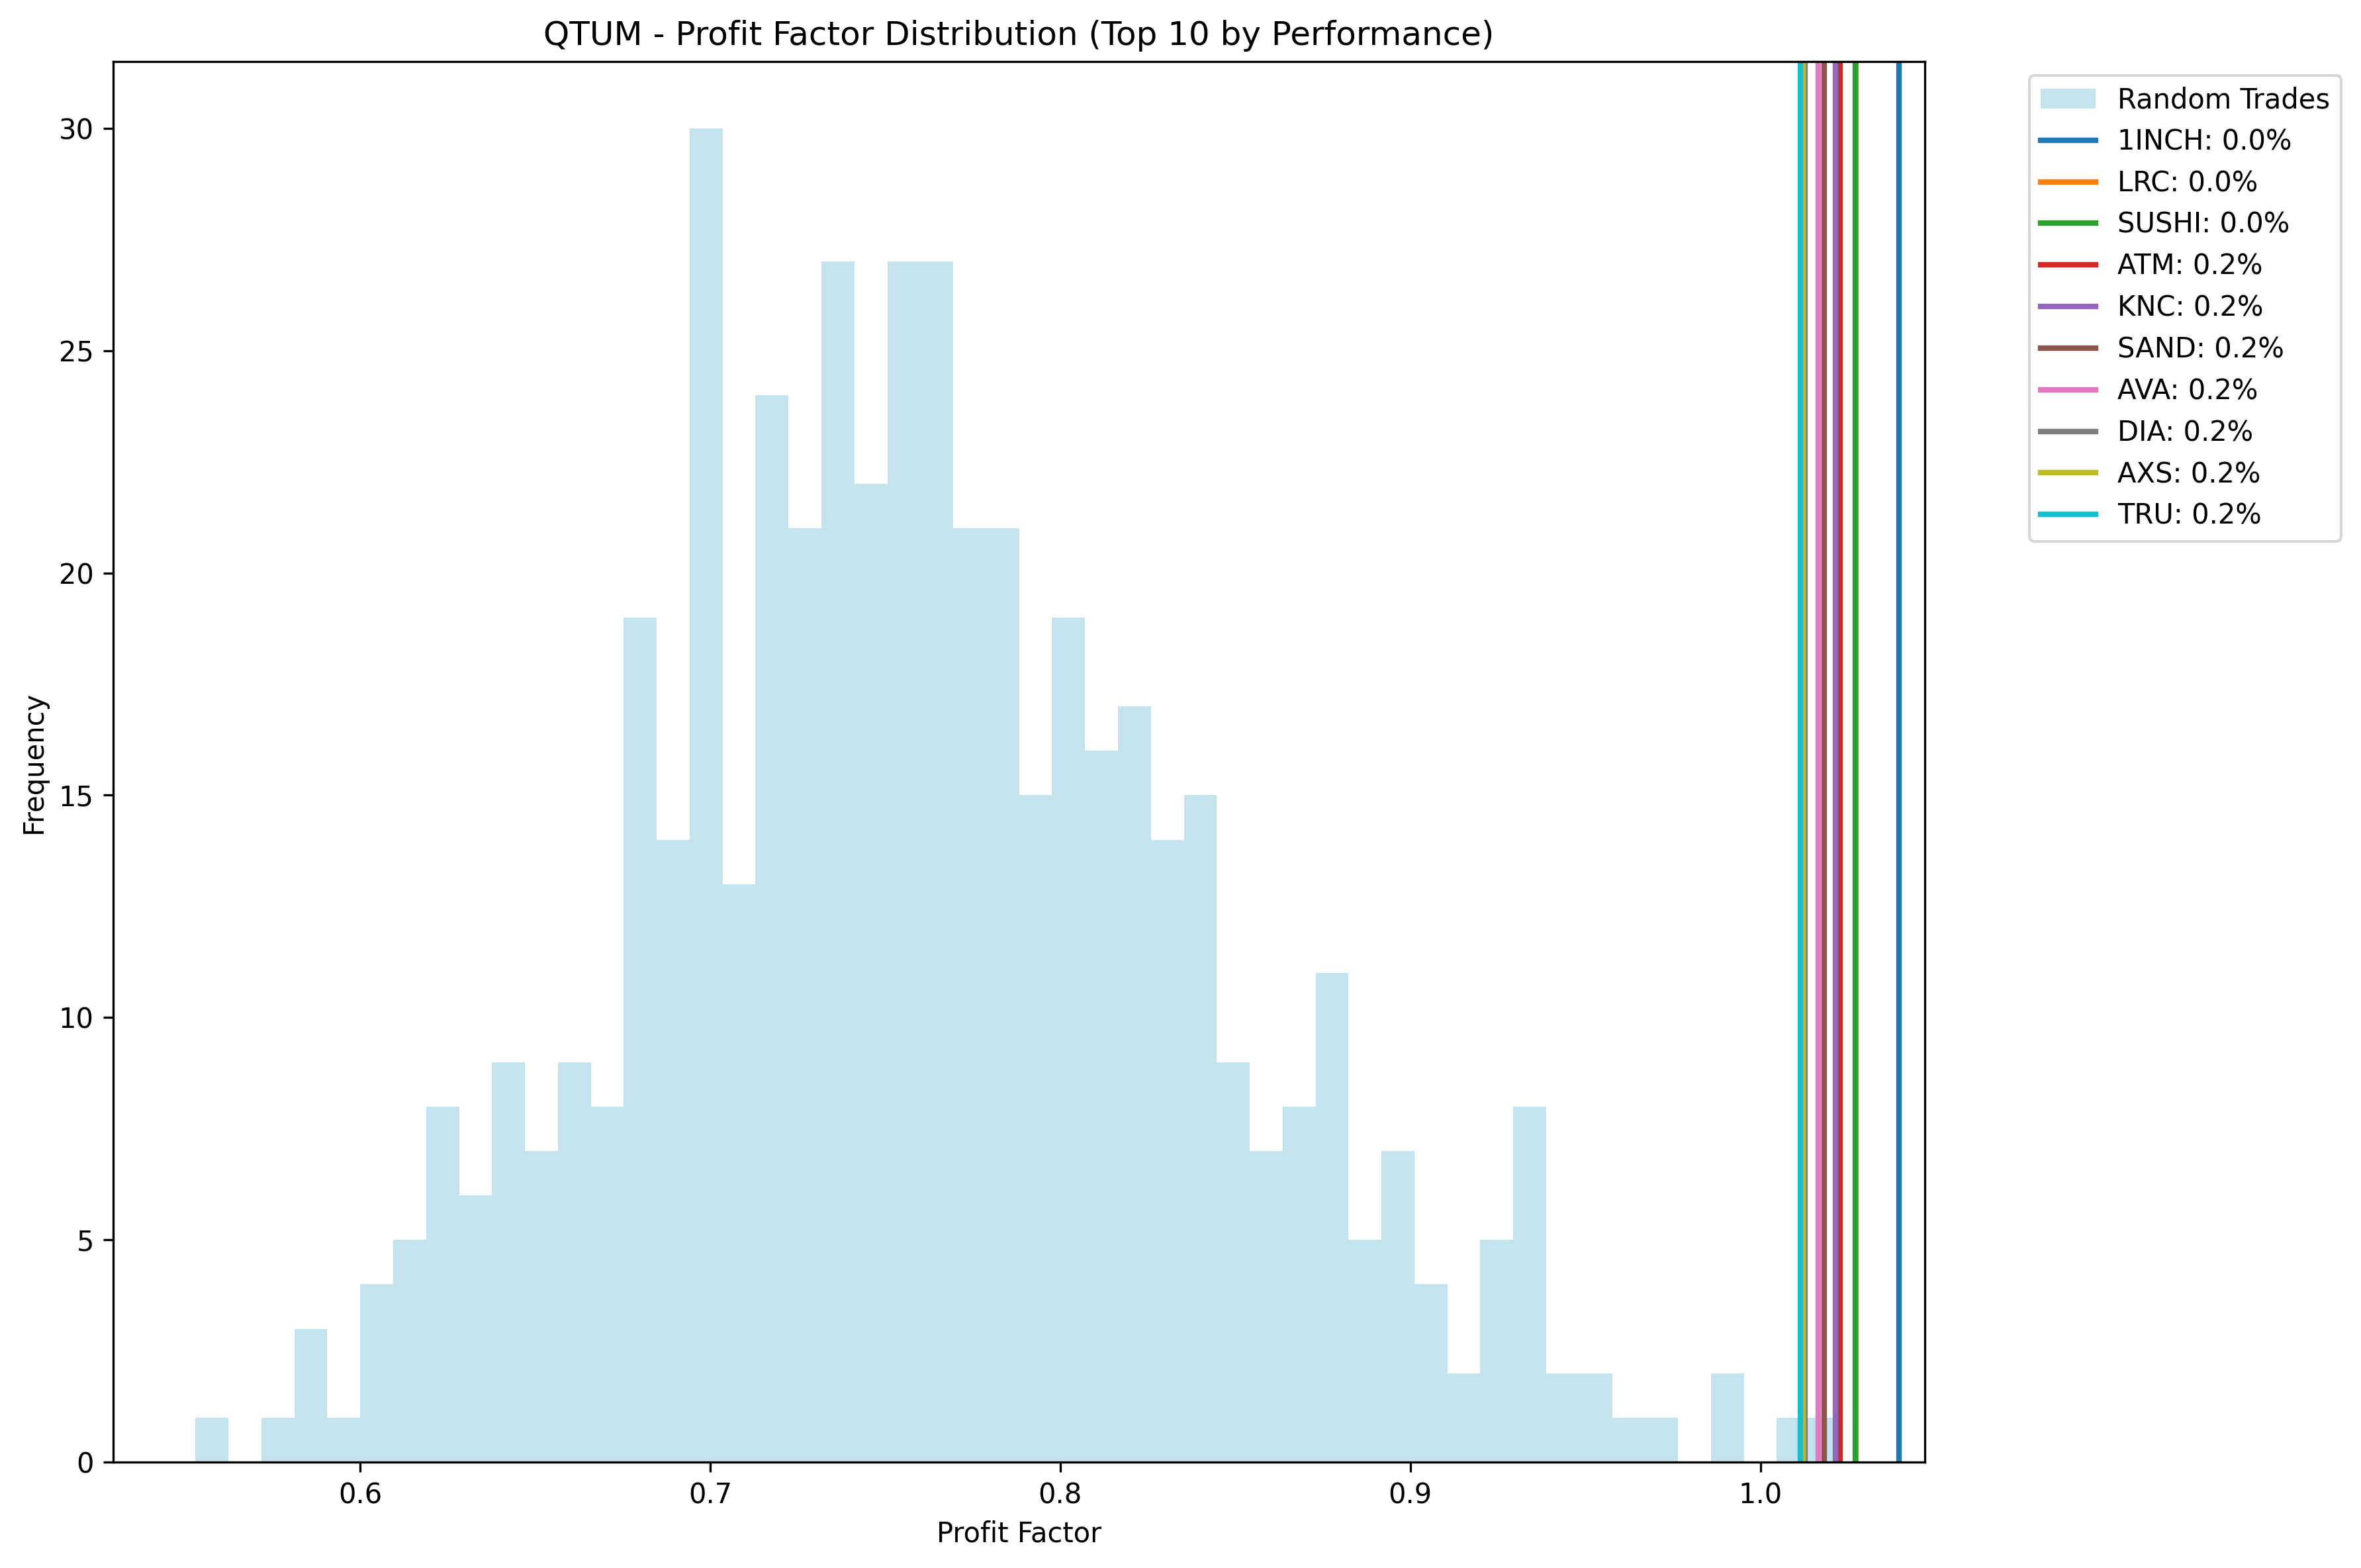 QTUM - Profit Factor Distribution (Top 10 by Performance)
30
25
20
15
10
5
0
Frequency
0.6
0.7
0.8
0.9
1.0
Profit Factor
Random Trades
1INCH: 0.0%
LRC: 0.0%
SUSHI: 0.0%
ATM: 0.2%
KNC: 0.2%
SAND: 0.2%
AVA: 0.2%
DIA: 0.2%
AXS: 0.2%
TRU: 0.2%